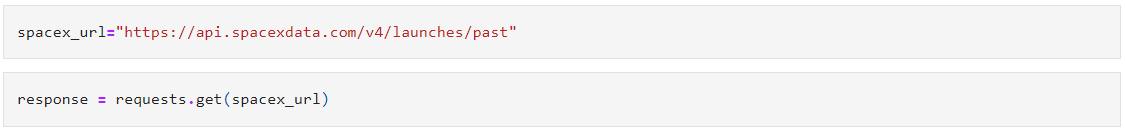 spacex_url="https://api.spacexdata.com/v4/launches/past"
response = requests.get(spacex_url)